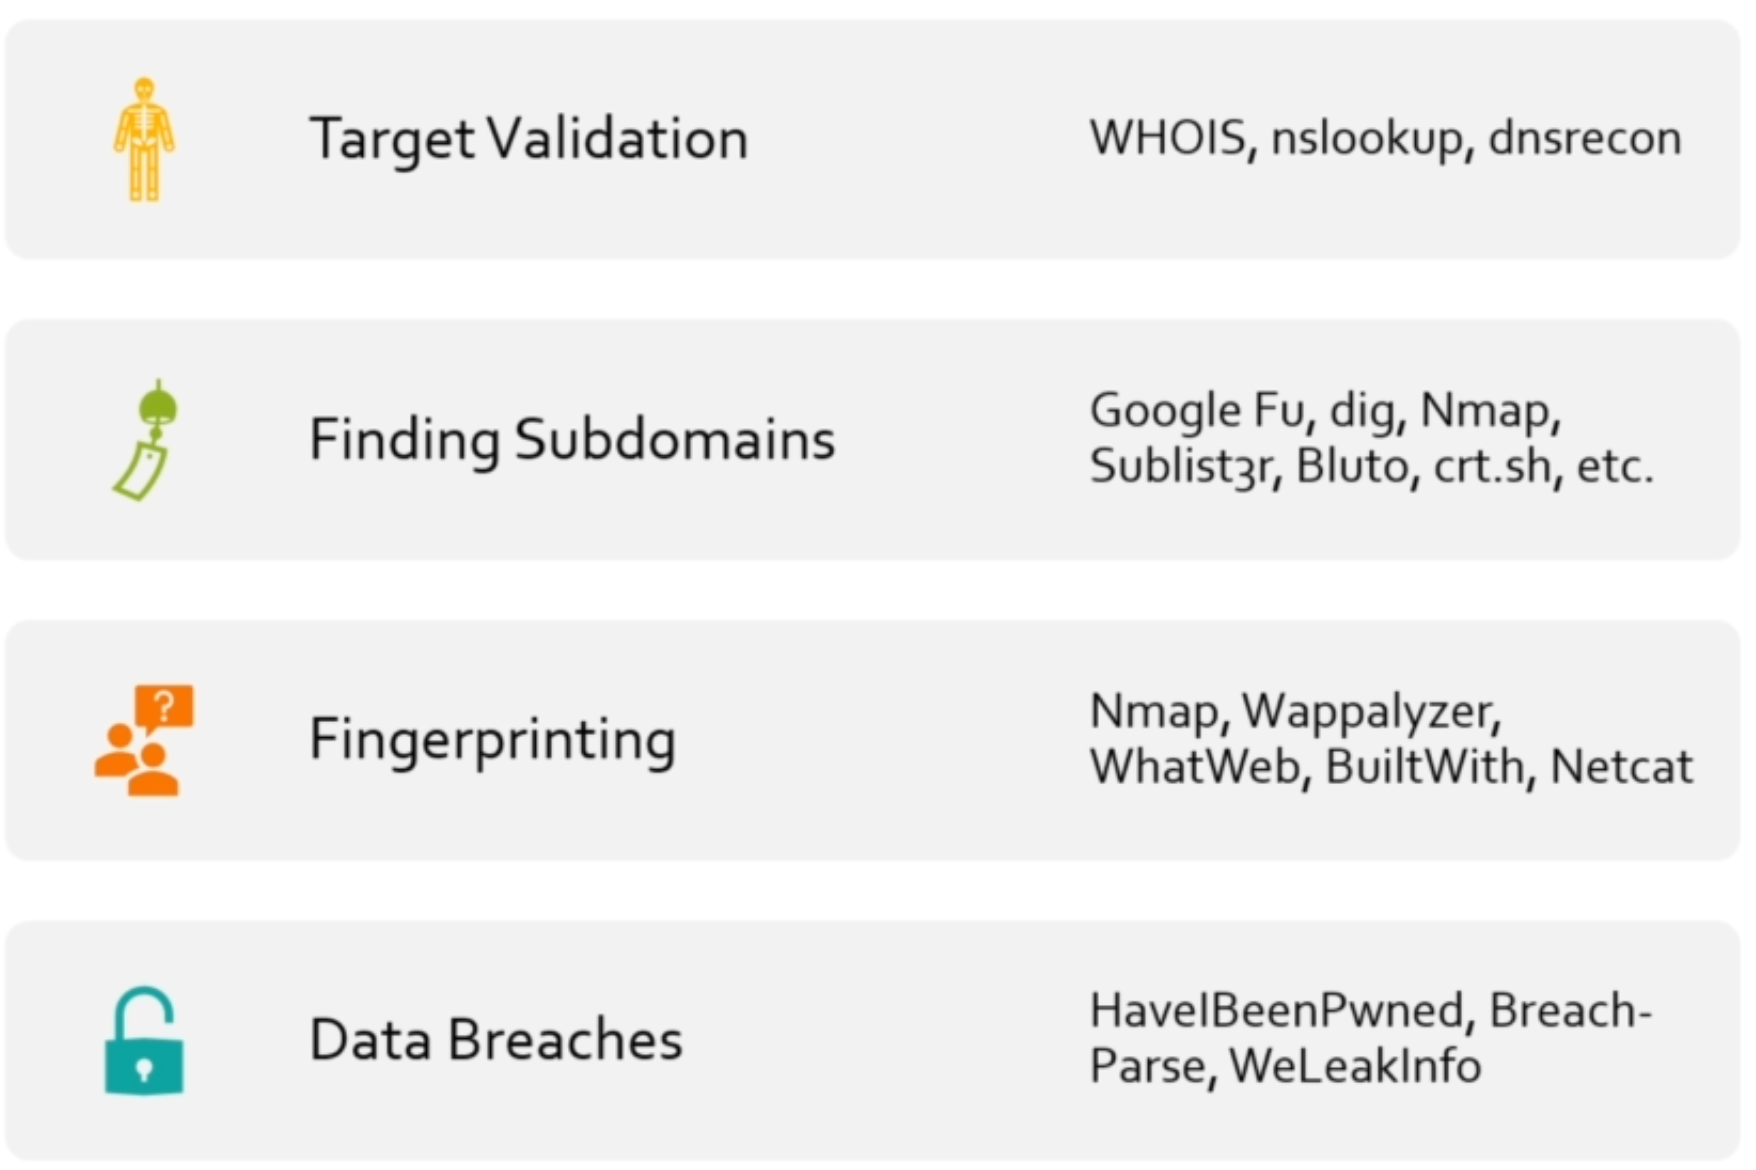 Target Validation
WHOIS, nslookup, dnsrecon
Finding Subdomains
Google Fu, dig, Nmap,
Sublist3r, Bluto, crt.sh, etc.
?
Fingerprinting
Nmap, Wappalyzer,
WhatWeb, BuiltWith, Netcat
Data Breaches
HaveIBeenPwned, Breach-
Parse, WeLeakInfo